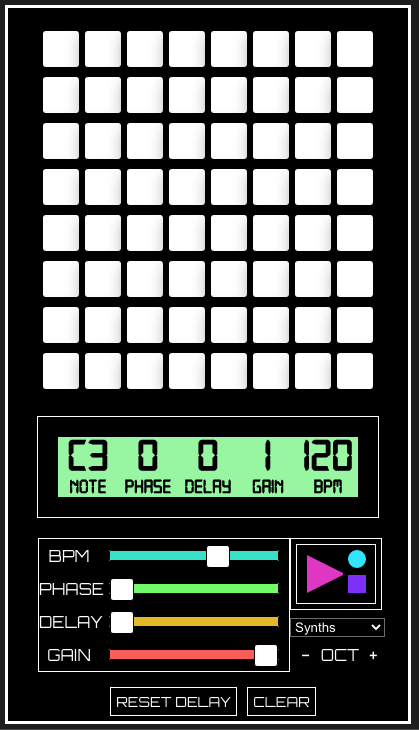 C3 0 0 1 120
NOTE PHASE DELAY GAIN BPM
BPM
PHASE
DELAY
GAIN
Synths
- OCT +
RESET DELAY CLEAR